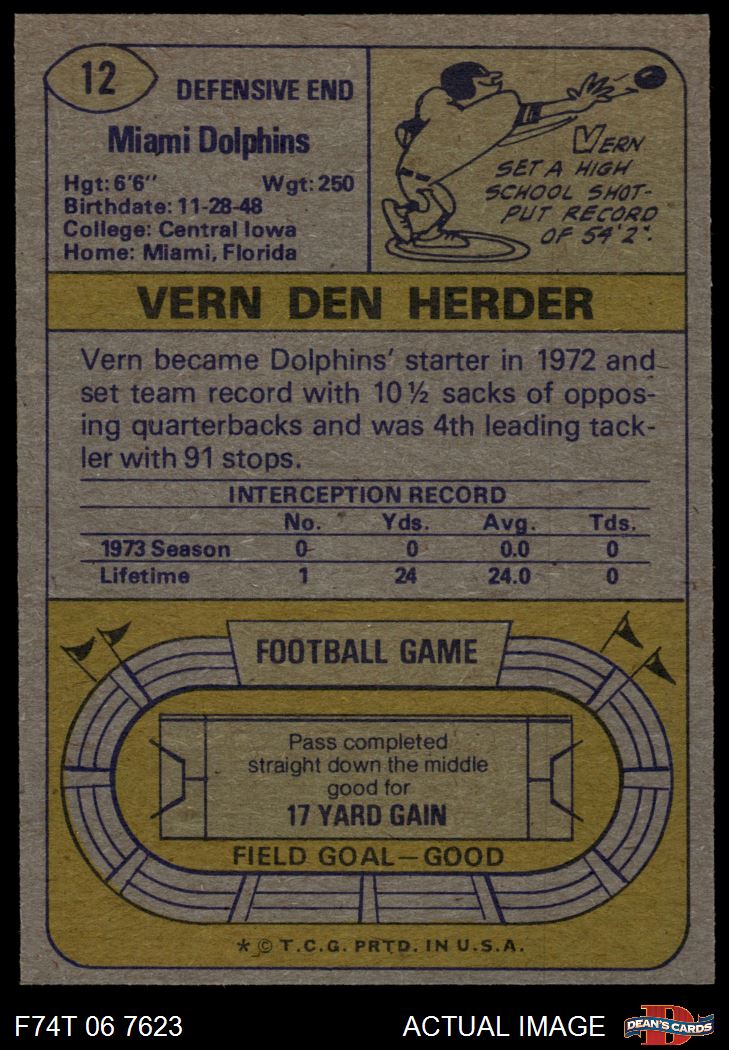 12
DEFENSIVE END
Miami Dolphins
Hgt: 6'6" Wgt: 250
Birthdate: 11-28-48
College: Central Iowa
Home: Miami, Florida
VERN
SET A HIGH
SCHOOL SHOT-
PUT RECORD
OF 54'2".
VERN DEN HERDER
Vern became Dolphins' starter in 1972 and
set team record with 10½ sacks of oppos-
ing quarterbacks and was 4th leading tack-
ler with 91 stops.
INTERCEPTION RECORD
No. Yds. Avg. Tds.
1973 Season 0 0 0.0 0
Lifetime 1 24 24.0 0
FOOTBALL GAME
Pass completed
straight down the middle
good for
17 YARD GAIN
FIELD GOAL—GOOD
* © T.C.G. PRTD. IN U.S.A.
F74T 06 7623 ACTUAL IMAGE
D
DEAN'S CARDS